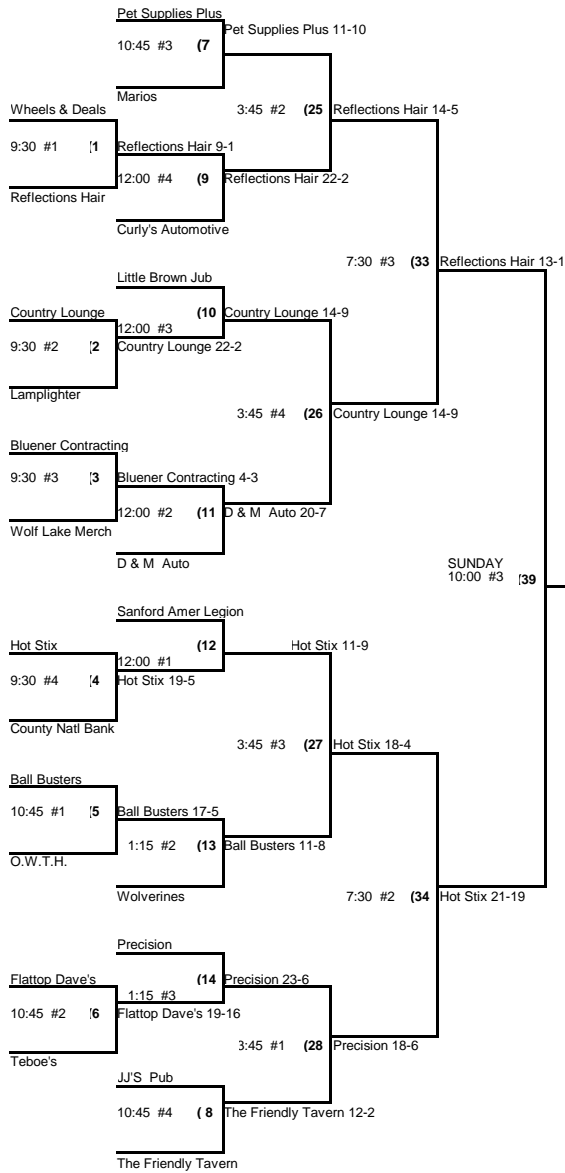 Pet Supplies Plus
Pet Supplies Plus 11-10
10:45 #3 (7
Marios
3:45 #2 (25 Reflections Hair 14-5
Wheels & Deals
9:30 #1 (1 Reflections Hair 9-1
12:00 #4 (9 Reflections Hair 22-2
Reflections Hair
Curly's Automotive
7:30 #3 (33 Reflections Hair 13-1
Little Brown Jub
Country Lounge (10 Country Lounge 14-9
12:00 #3
9:30 #2 (2 Country Lounge 22-2
Lamplighter
3:45 #4 (26 Country Lounge 14-9
Bluener Contracting
9:30 #3 (3 Bluener Contracting 4-3
12:00 #2 (11 D & M Auto 20-7
Wolf Lake Merch
D & M Auto
SUNDAY
10:00 #3 (39
Sanford Amer Legion
Hot Stix (12 Hot Stix 11-9
12:00 #1
9:30 #4 (4 Hot Stix 19-5
County Natl Bank
3:45 #3 (27 Hot Stix 18-4
Ball Busters
10:45 #1 (5 Ball Busters 17-5
1:15 #2 (13 Ball Busters 11-8
O.W.T.H.
Wolverines
7:30 #2 (34 Hot Stix 21-19
Precision
Flattop Dave's (14 Precision 23-6
1:15 #3
10:45 #2 (6 Flattop Dave's 19-16
3:45 #1 (28 Precision 18-6
Teboe's
JJ'S Pub
10:45 #4 ( 8 The Friendly Tavern 12-2
The Friendly Tavern